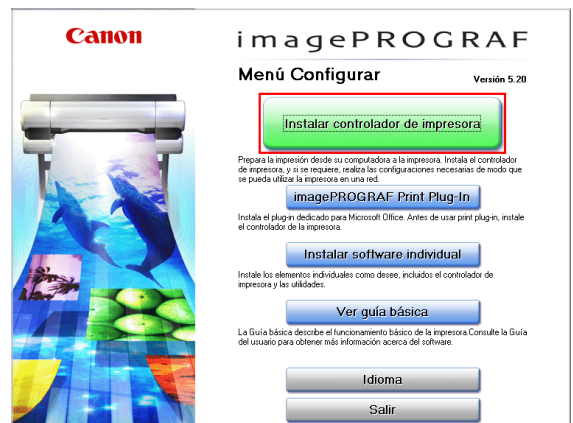 Canon
imagePROGRAF
Menú Configurar
Versión 5.20
Instalar controlador de impresora
Prepara la impresión desde su computadora a la impresora. Instala el controlador
de impresora, y si se requiere, realiza las configuraciones necesarias de modo que
se pueda utilizar la impresora en una red.
imagePROGRAF Print Plug-In
Instala el plug-in dedicado para Microsoft Office. Antes de usar print plug-in, instale
el controlador de la impresora.
Instalar software individual
Instale los elementos individuales como desee, incluidos el controlador de
impresora y las utilidades.
Ver guía básica
La Guía básica describe el funcionamiento básico de la impresora.Consulte la Guía
del usuario para obtener más información acerca del software.
Idioma
Salir